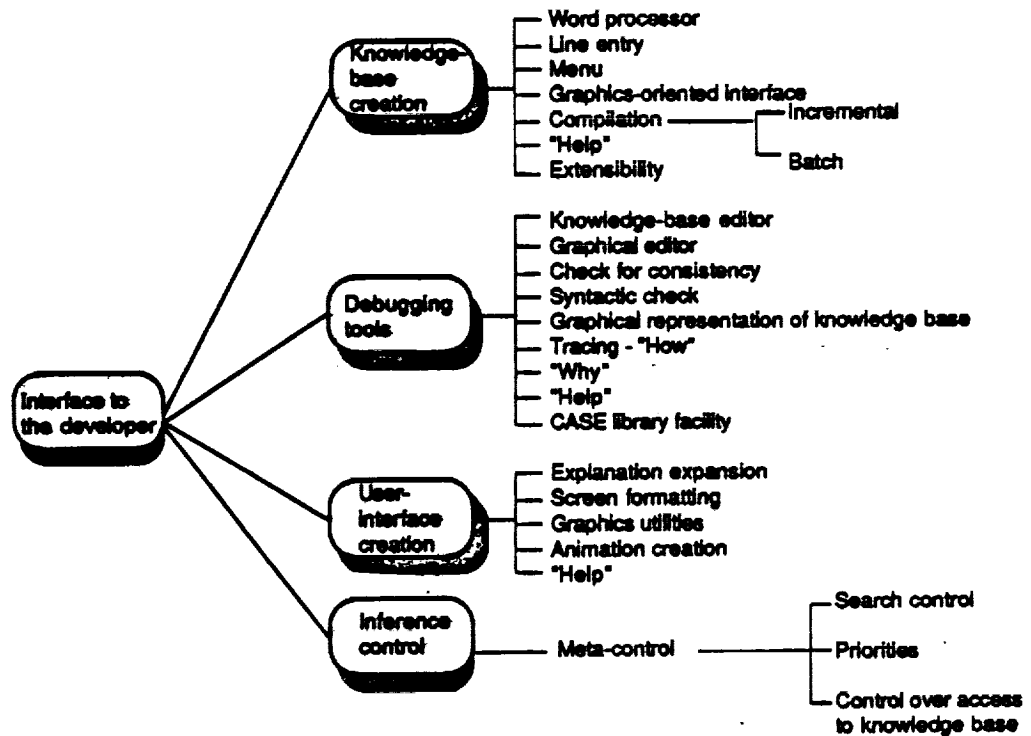 Knowledge-
base
creation
Word processor
Line entry
Menu
Graphics-oriented interface
Compilation
Incremental
Batch
"Help"
Extensibility
Debugging
tools
Knowledge-base editor
Graphical editor
Check for consistency
Syntactic check
Graphical representation of knowledge base
Tracing - "How"
"Why"
"Help"
CASE library facility
Interface to
the developer
User-
interface
creation
Explanation expansion
Screen formatting
Graphics utilities
Animation creation
"Help"
Inference
control
Meta-control
Search control
Priorities
Control over access
to knowledge base